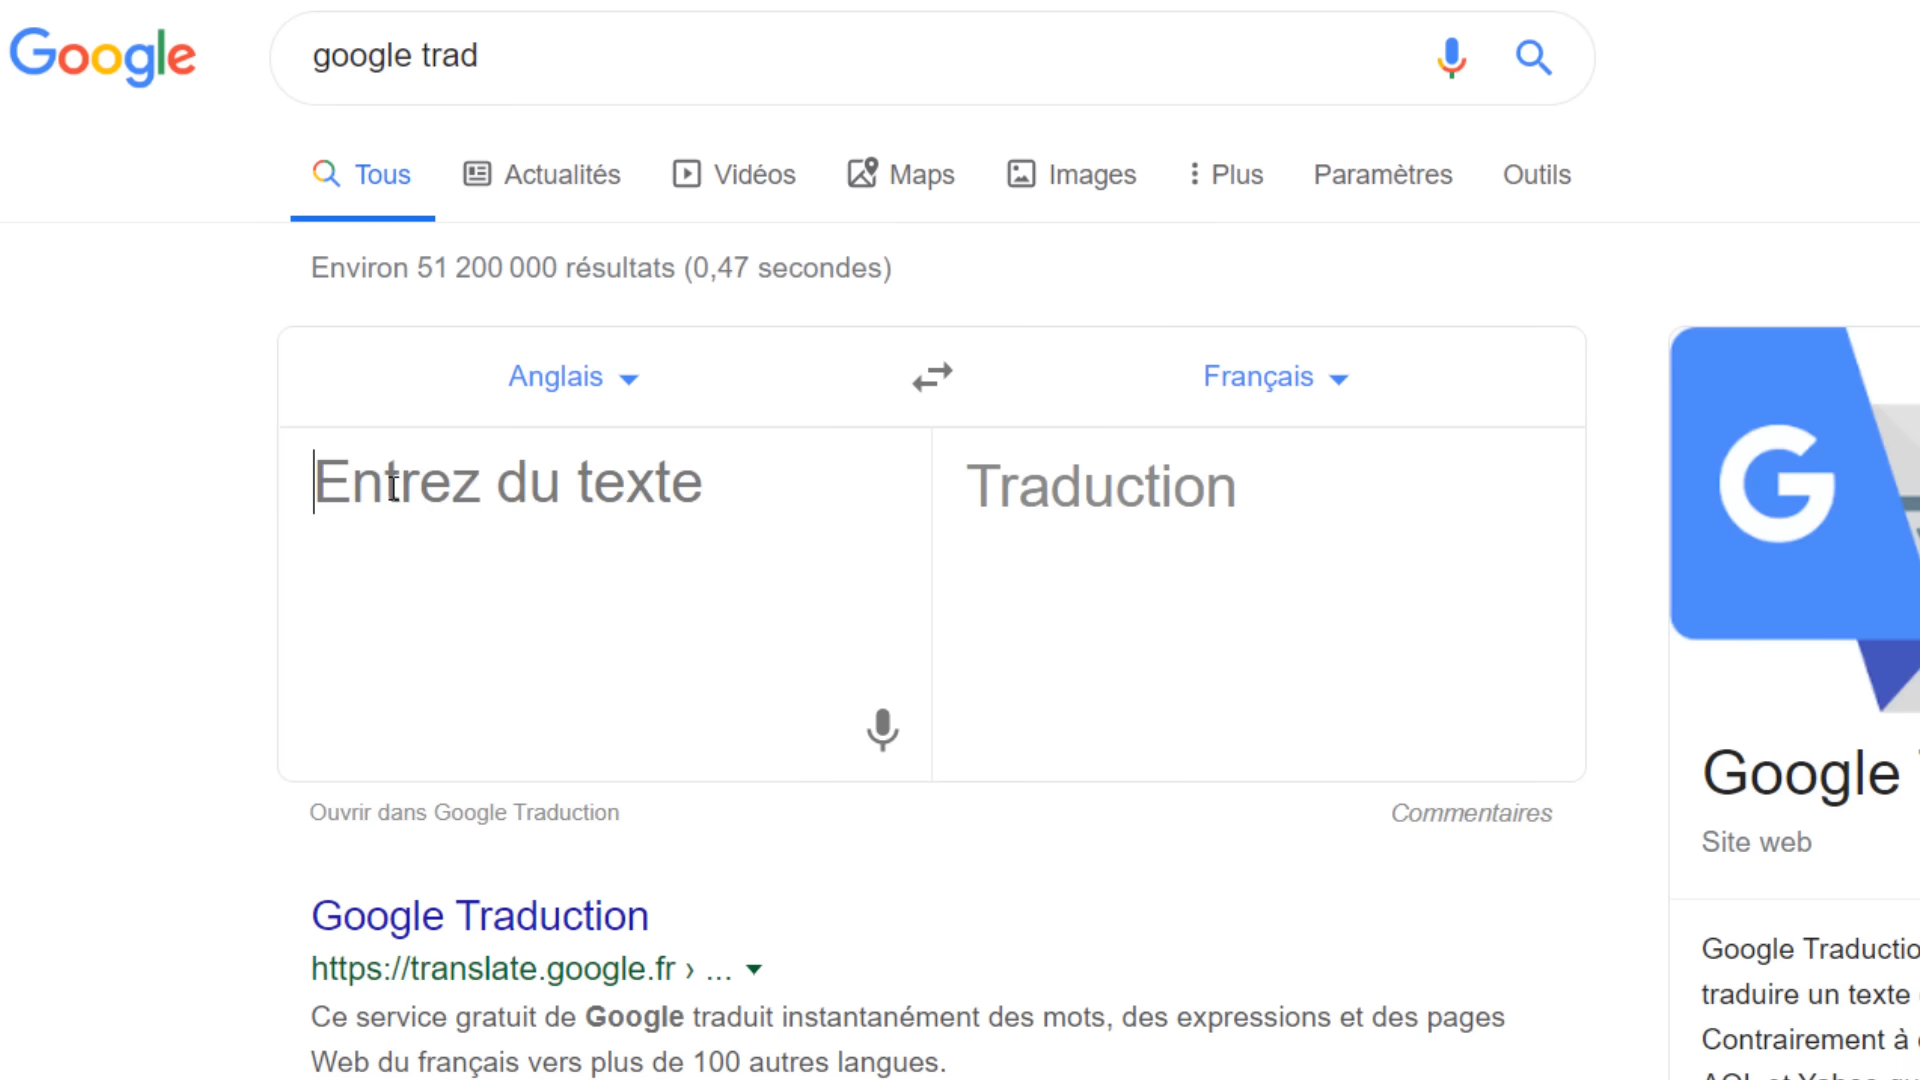 Google
google trad
Tous Actualités Vidéos Maps Images Plus Paramètres Outils
Environ 51 200 000 résultats (0,47 secondes)
Anglais Français
Entrez du texte
Traduction
Ouvrir dans Google Traduction
Commentaires
Google Traduction
https://translate.google.fr › ...
Ce service gratuit de Google traduit instantanément des mots, des expressions et des pages
Web du français vers plus de 100 autres langues.
G
Google
Site web
Google Traductio
traduire un texte
Contrairement à